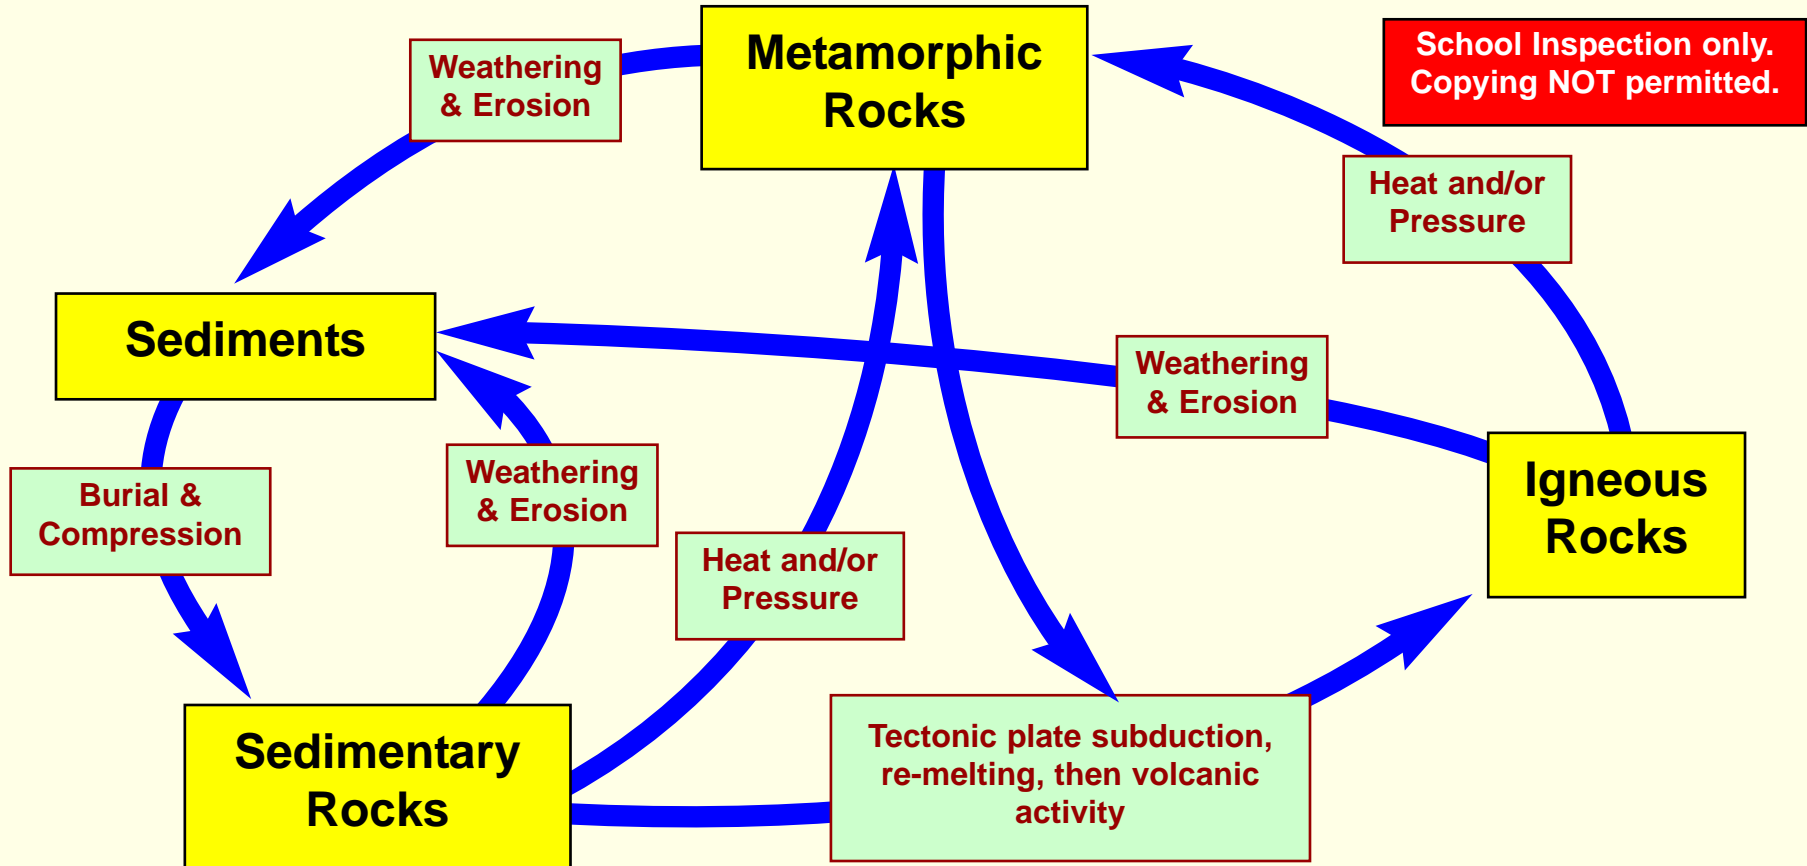 Metamorphic
Rocks
School Inspection only.
Copying NOT permitted.
Weathering
& Erosion
Heat and/or
Pressure
Sediments
Weathering
& Erosion
Igneous
Rocks
Burial &
Compression
Weathering
& Erosion
Heat and/or
Pressure
Sedimentary
Rocks
Tectonic plate subduction,
re-melting, then volcanic
activity